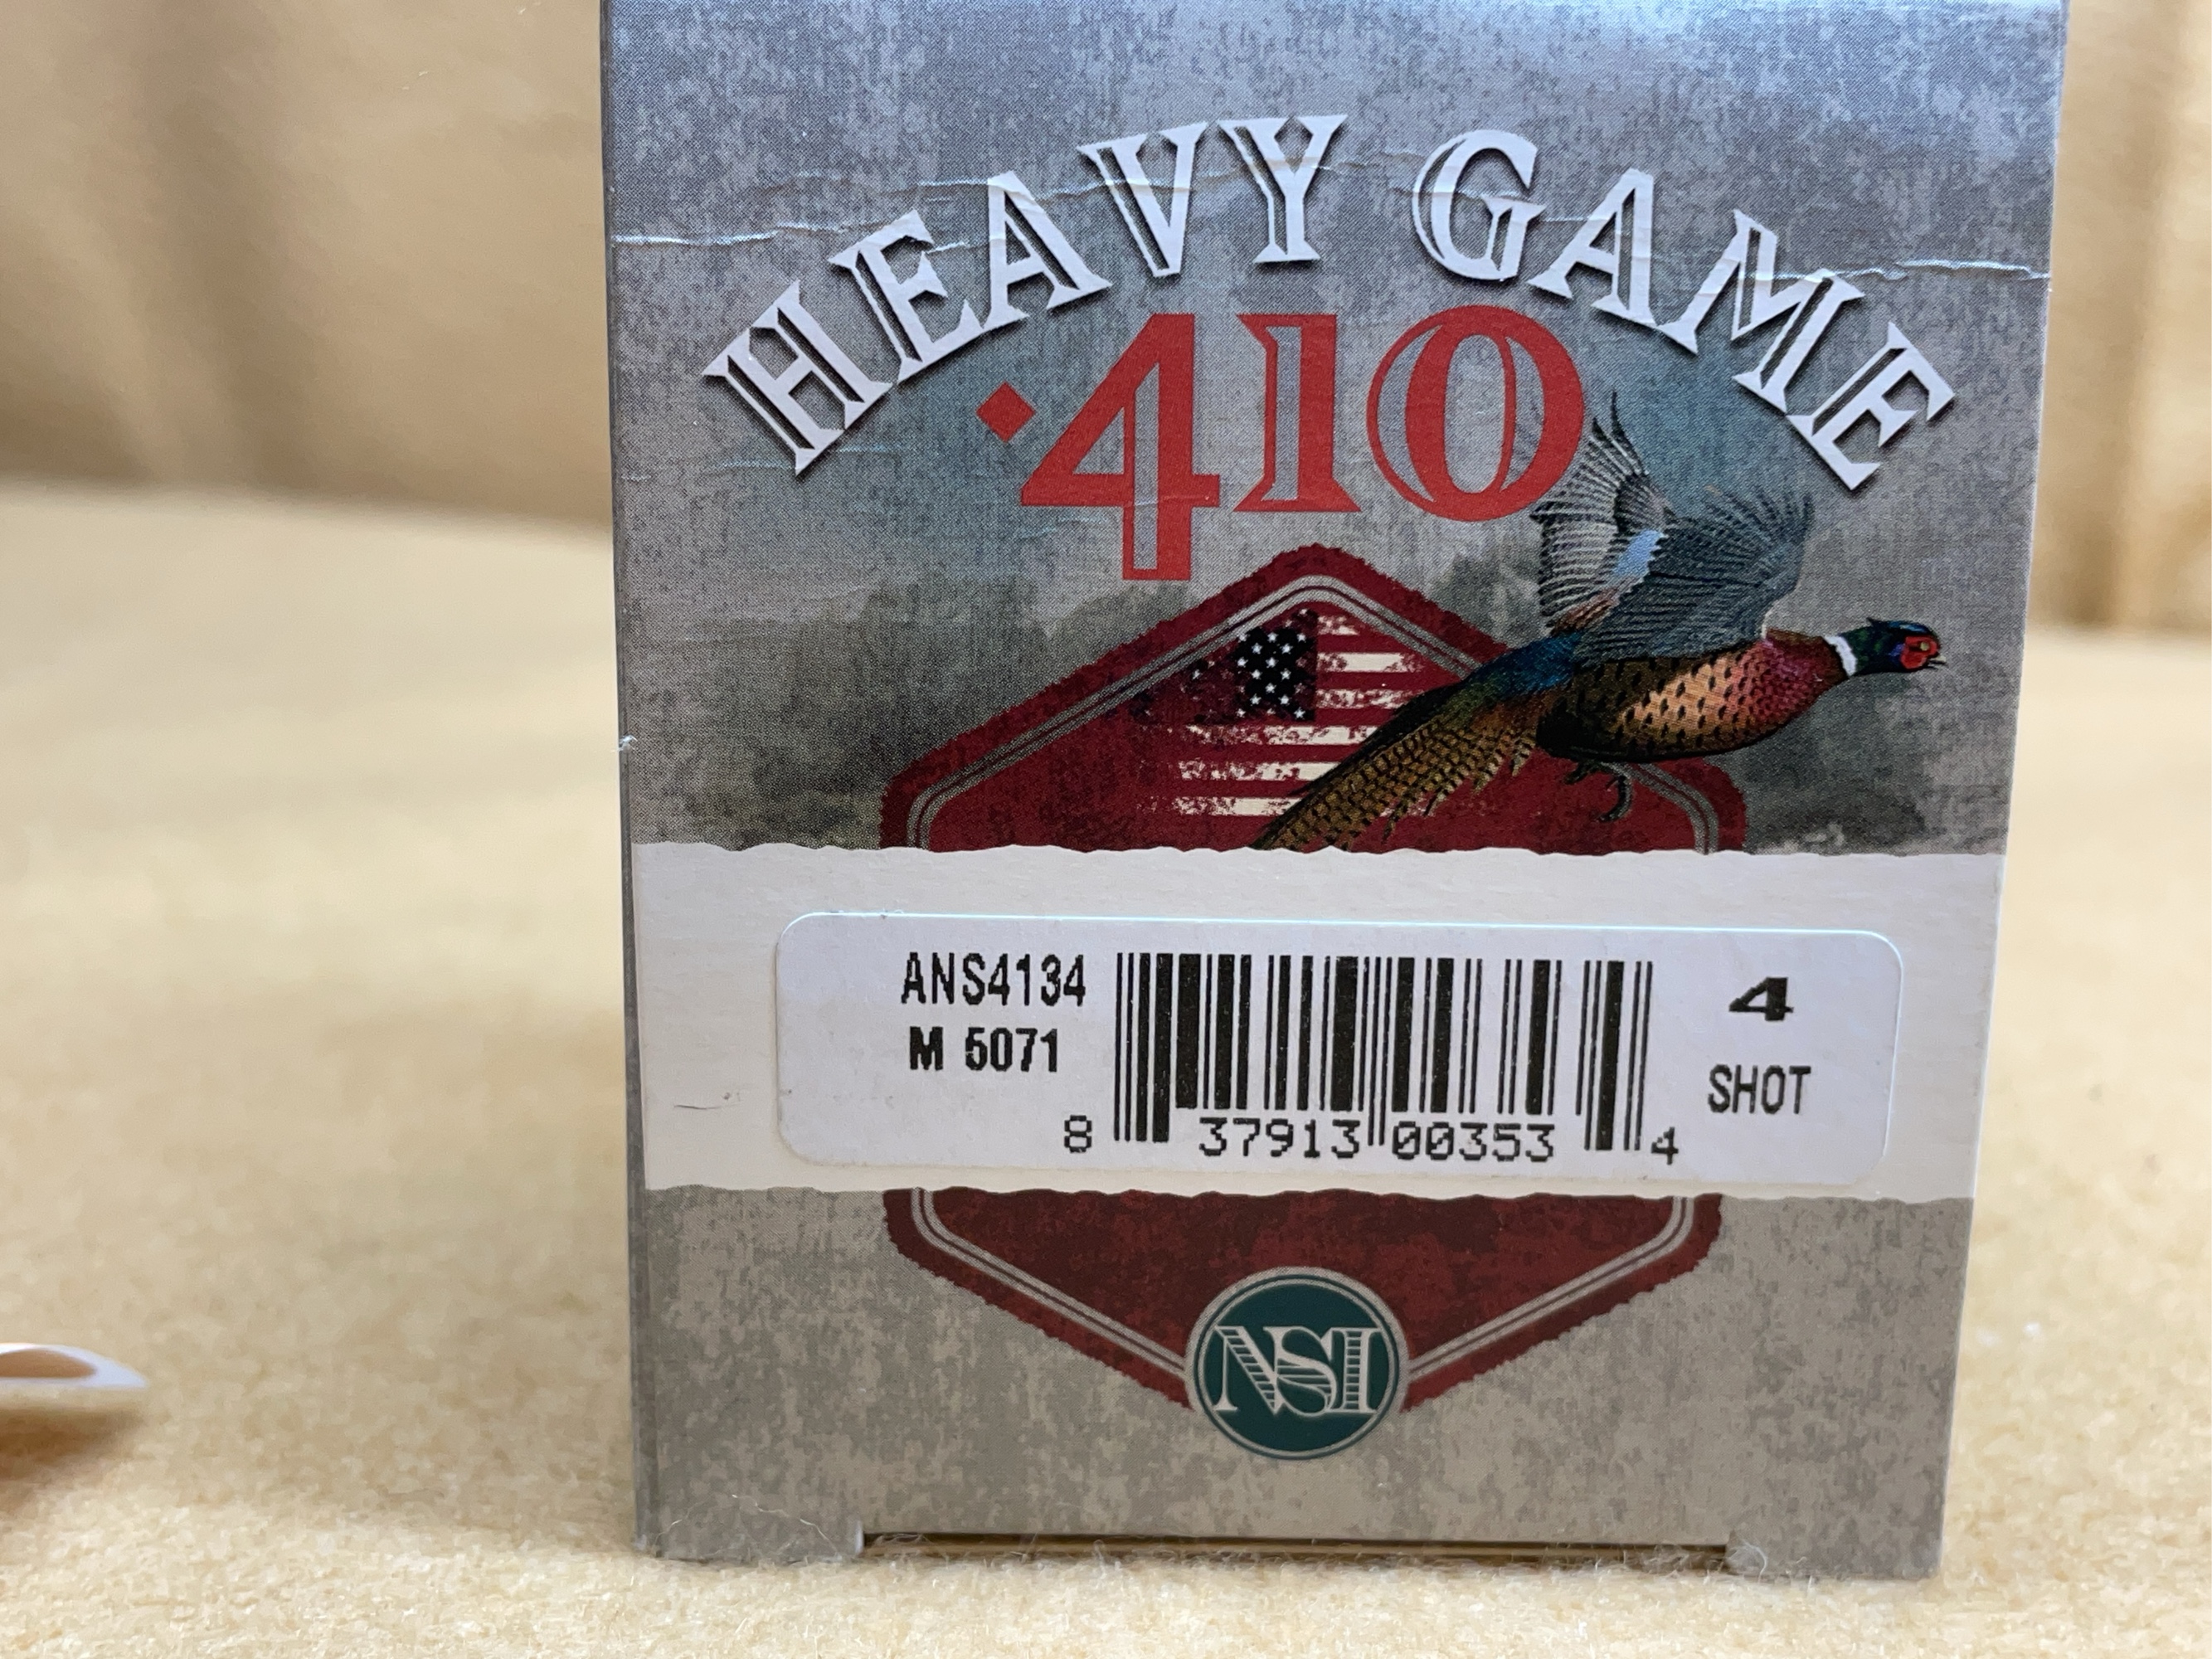 HEAVY GAME
.410
ANS4134
M 5071
8 37913 00353 4
4
SHOT
NSI